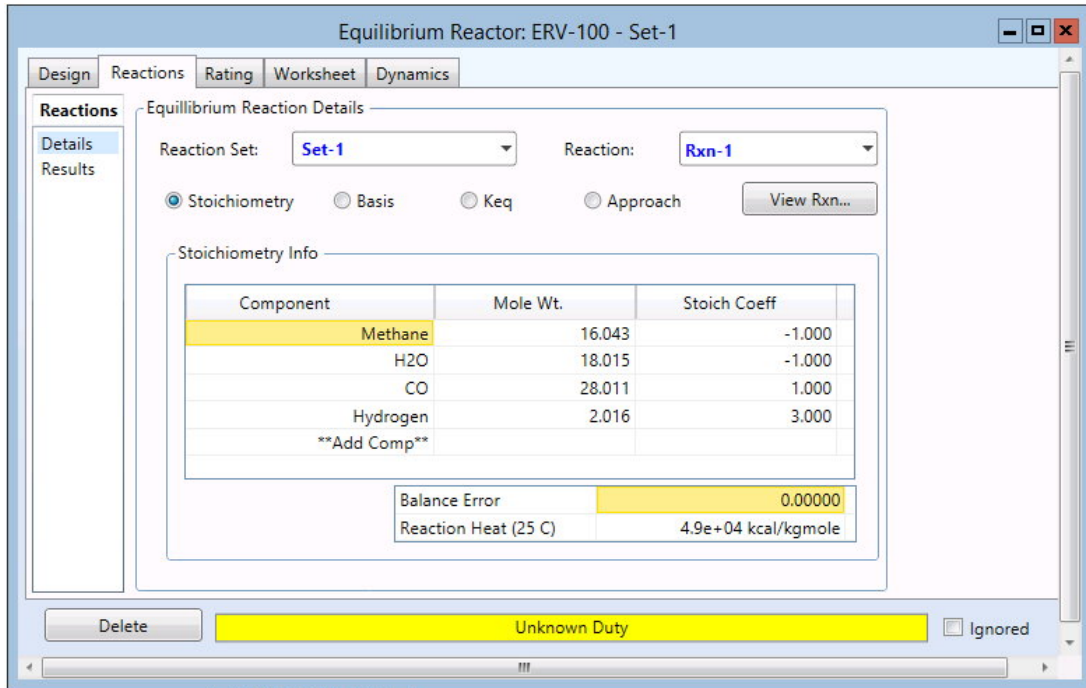 Equilibrium Reactor: ERV-100 - Set-1
Design Reactions Rating Worksheet Dynamics
Reactions
Details
Results
Equillibrium Reaction Details
Reaction Set: Set-1 Reaction: Rxn-1
Stoichiometry Basis Keq Approach View Rxn...
Stoichiometry Info
Component Mole Wt. Stoich Coeff
Methane 16.043 -1.000
H2O 18.015 -1.000
CO 28.011 1.000
Hydrogen 2.016 3.000
**Add Comp**
Balance Error 0.00000
Reaction Heat (25 C) 4.9e+04 kcal/kgmole
Delete Unknown Duty Ignored